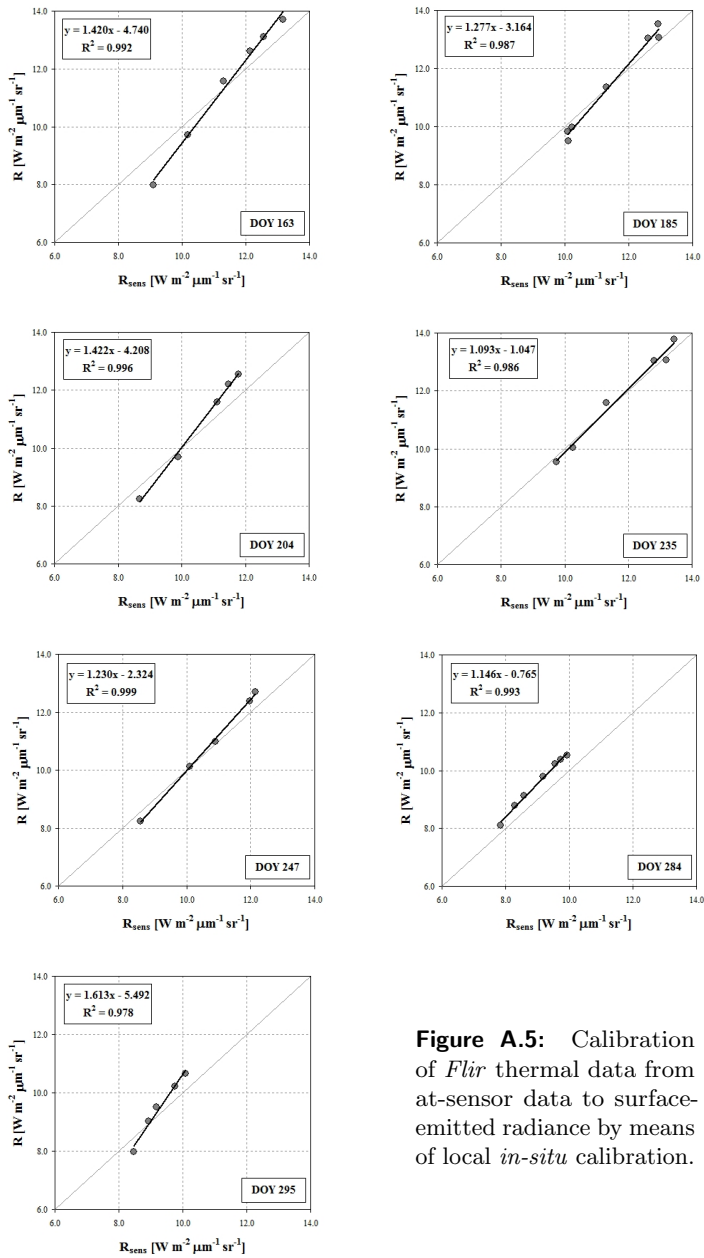 y = 1.420x - 4.740
R² = 0.992
14.0
12.0
10.0
8.0
6.0
R [W m⁻² μm⁻¹ sr⁻¹]
DOY 163
6.0 8.0 10.0 12.0 14.0
R_sens [W m⁻² μm⁻¹ sr⁻¹]
y = 1.277x - 3.164
R² = 0.987
14.0
12.0
10.0
8.0
6.0
R [W m⁻² μm⁻¹ sr⁻¹]
DOY 185
6.0 8.0 10.0 12.0 14.0
R_sens [W m⁻² μm⁻¹ sr⁻¹]
y = 1.422x - 4.208
R² = 0.996
14.0
12.0
10.0
8.0
6.0
R [W m⁻² μm⁻¹ sr⁻¹]
DOY 204
6.0 8.0 10.0 12.0 14.0
R_sens [W m⁻² μm⁻¹ sr⁻¹]
y = 1.093x - 1.047
R² = 0.986
14.0
12.0
10.0
8.0
6.0
R [W m⁻² μm⁻¹ sr⁻¹]
DOY 235
6.0 8.0 10.0 12.0 14.0
R_sens [W m⁻² μm⁻¹ sr⁻¹]
y = 1.230x - 2.324
R² = 0.999
14.0
12.0
10.0
8.0
6.0
R [W m⁻² μm⁻¹ sr⁻¹]
DOY 247
6.0 8.0 10.0 12.0 14.0
R_sens [W m⁻² μm⁻¹ sr⁻¹]
y = 1.146x - 0.765
R² = 0.993
14.0
12.0
10.0
8.0
6.0
R [W m⁻² μm⁻¹ sr⁻¹]
DOY 284
6.0 8.0 10.0 12.0 14.0
R_sens [W m⁻² μm⁻¹ sr⁻¹]
y = 1.613x - 5.492
R² = 0.978
14.0
12.0
10.0
8.0
6.0
R [W m⁻² μm⁻¹ sr⁻¹]
DOY 295
6.0 8.0 10.0 12.0 14.0
R_sens [W m⁻² μm⁻¹ sr⁻¹]
Figure A.5: Calibration
of Flir thermal data from
at-sensor data to surface-
emitted radiance by means
of local in-situ calibration.